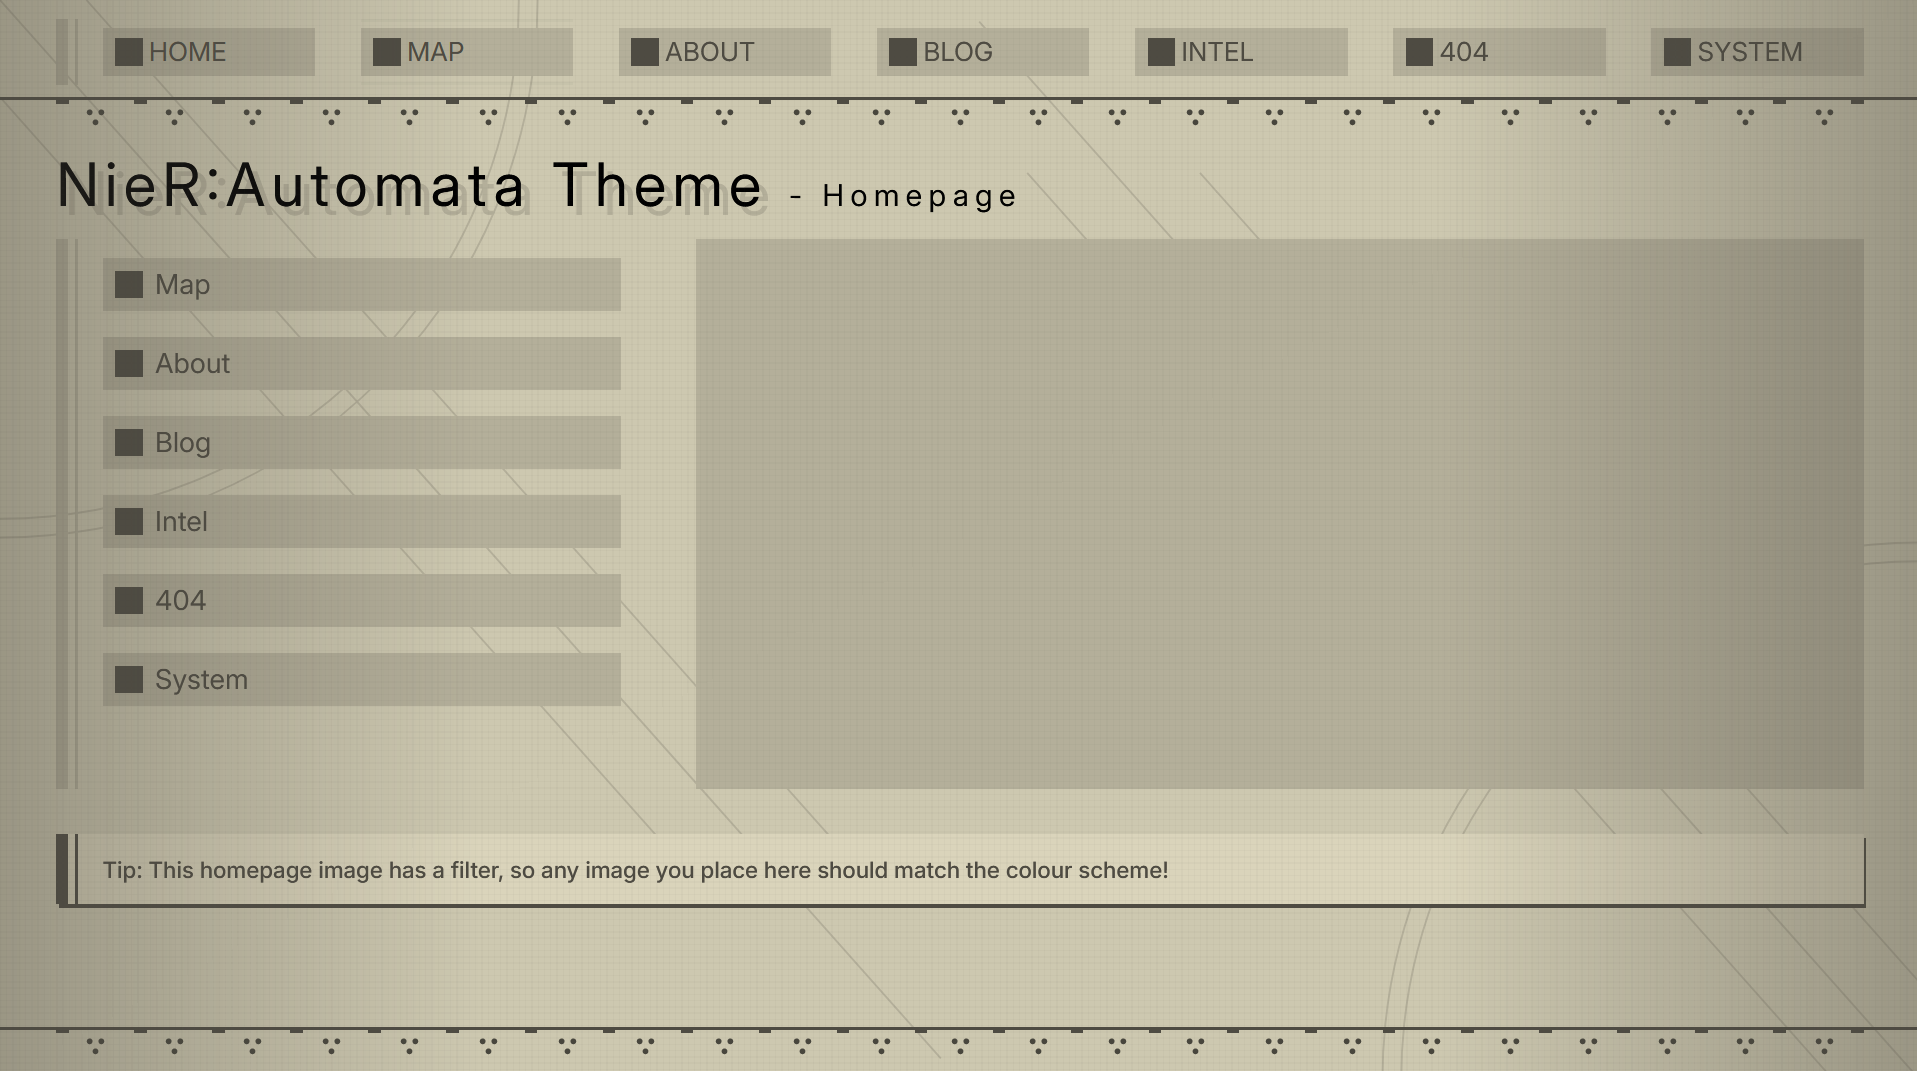 HOME MAP ABOUT BLOG INTEL 404 SYSTEM
NieR:Automata Theme - Homepage
Map
About
Blog
Intel
404
System
Tip: This homepage image has a filter, so any image you place here should match the colour scheme!